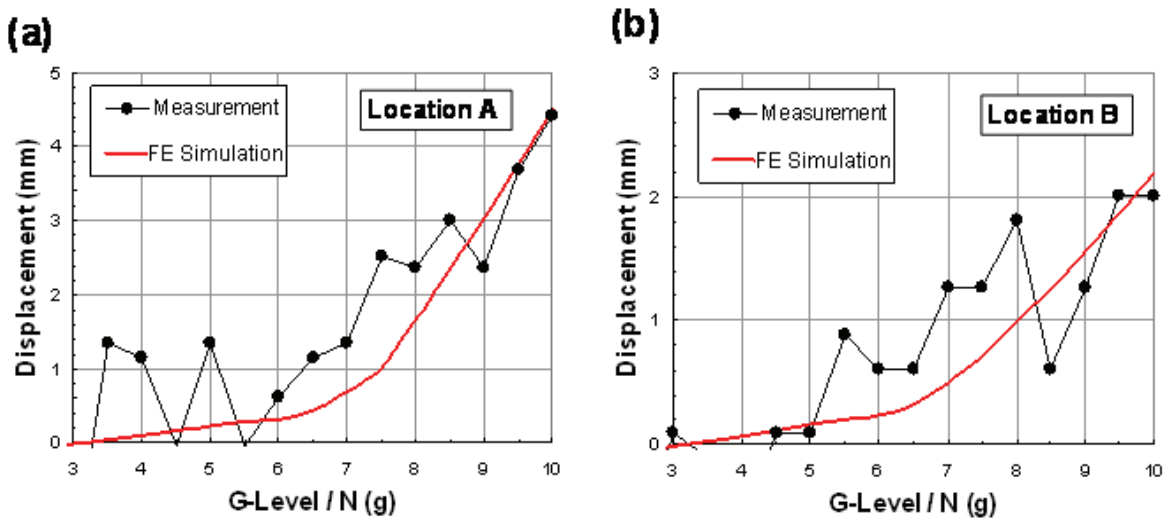 (a)
Displacement (mm)
5
4
3
2
1
0
Measurement
FE Simulation
Location A
3 4 5 6 7 8 9 10
G-Level / N (g)
(b)
Displacement (mm)
3
2
1
0
Measurement
FE Simulation
Location B
3 4 5 6 7 8 9 10
G-Level / N (g)